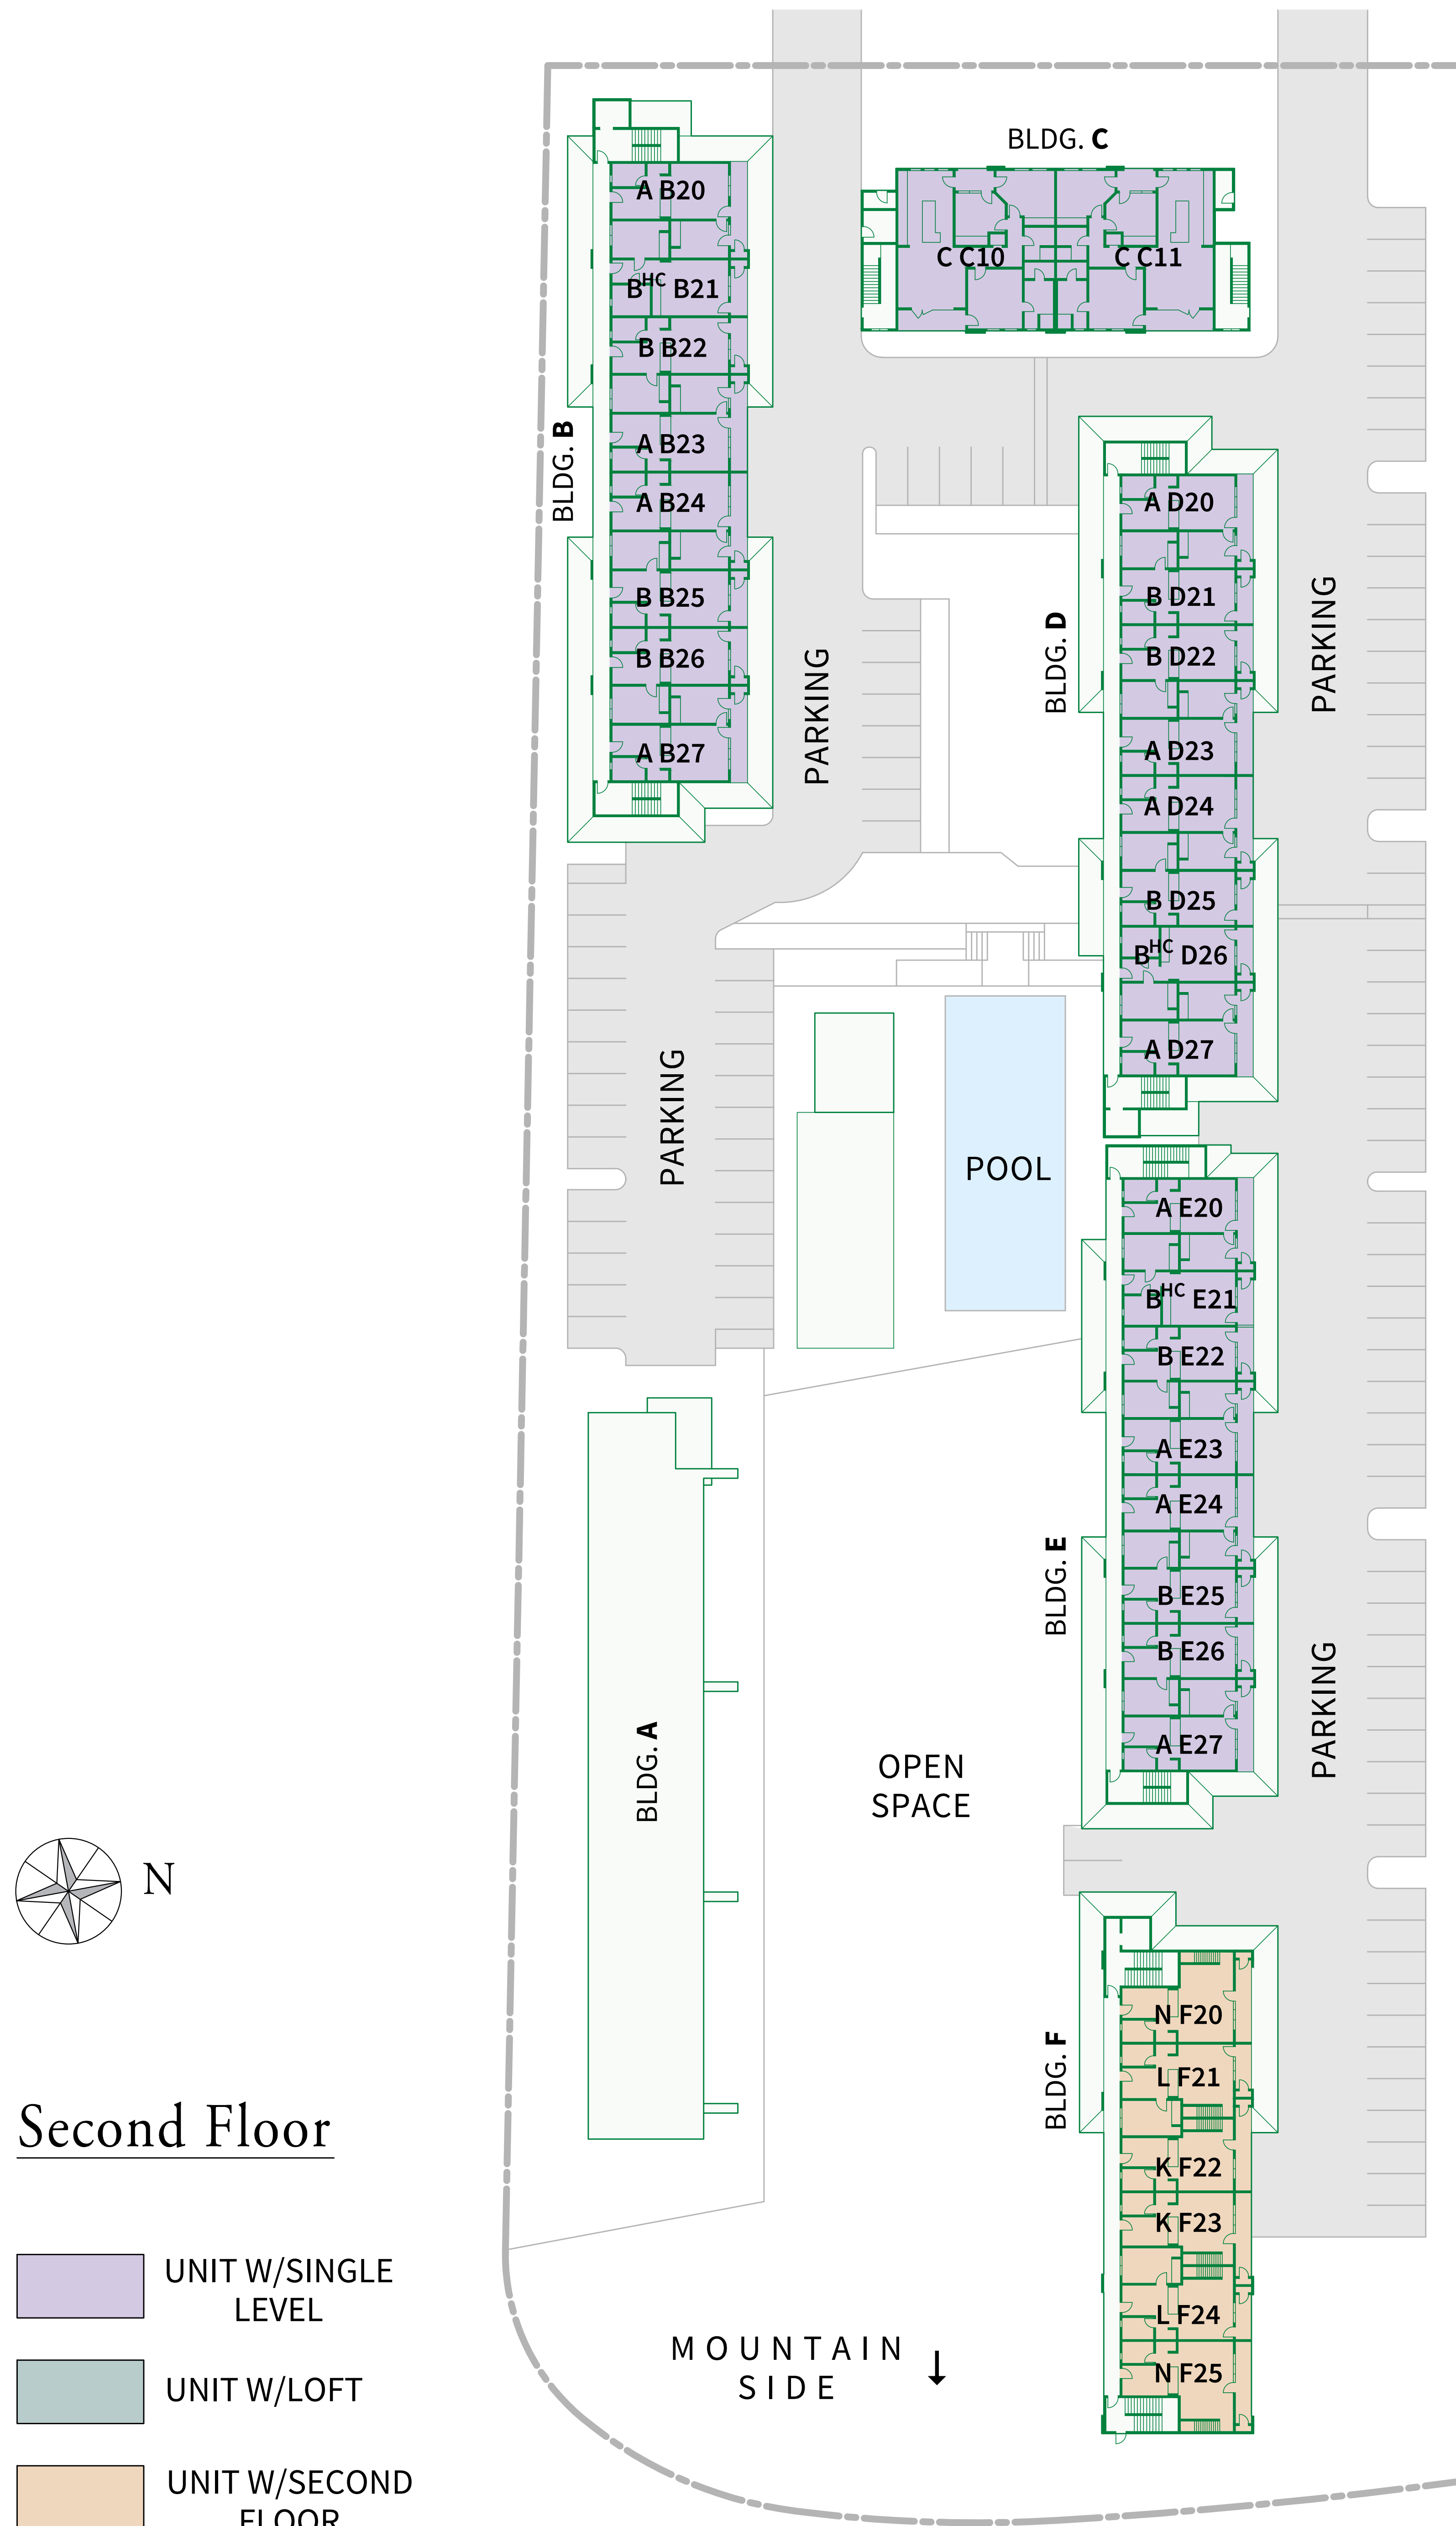 BLDG. C
A B20
C C10
C C11
B HC B21
B B22
BLDG. B
A B23
A B24
A D20
B B25
B D21
PARKING
BLDG. D
B B26
B D22
PARKING
A B27
A D23
A D24
B D25
B HC D26
A D27
PARKING
POOL
A E20
B HC E21
B E22
A E23
A E24
BLDG. E
B E25
B E26
PARKING
A E27
BLDG. A
OPEN
SPACE
N
N F20
BLDG. F
L F21
Second Floor
K F22
K F23
UNIT W/SINGLE
LEVEL
L F24
MOUNTAIN
SIDE
N F25
UNIT W/LOFT
UNIT W/SECOND
FLOOR